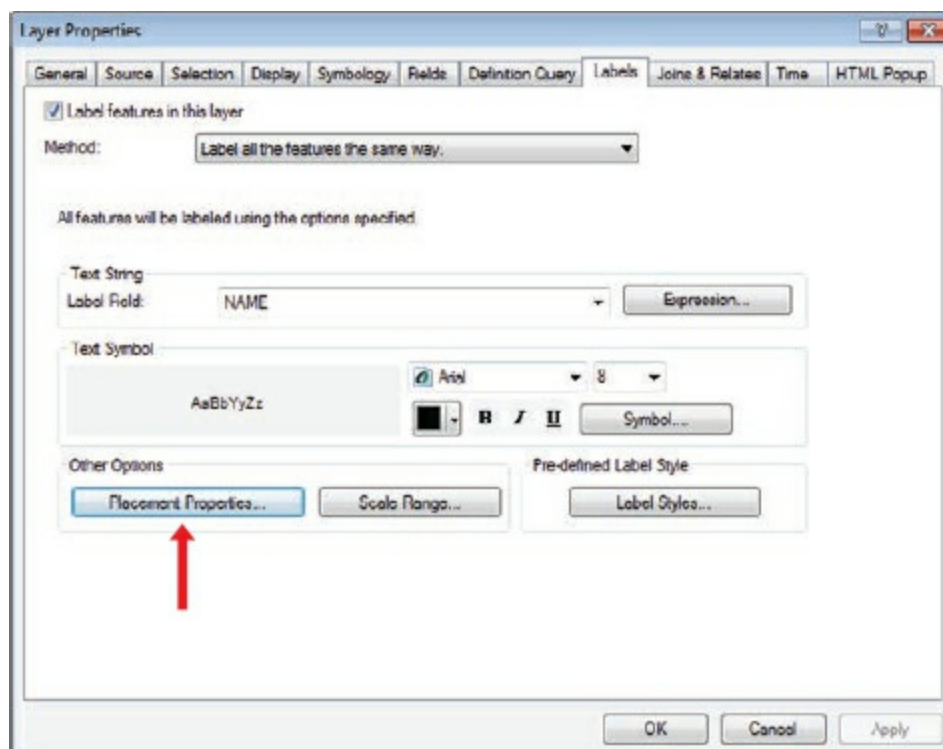 Layer Properties
General Source Selection Display Symbology Fields Definition Query Labels Joins & Relates Time HTML Popup
Label features in this layer
Method: Label all the features the same way.
All features will be labeled using the options specified
Text String
Label Field: NAME Expression...
Text Symbol
AaBbYyZz
Arial 8
B I U Symbol...
Other Options Pre-defined Label Style
Placement Properties... Scale Range... Label Styles...
OK Cancel Apply